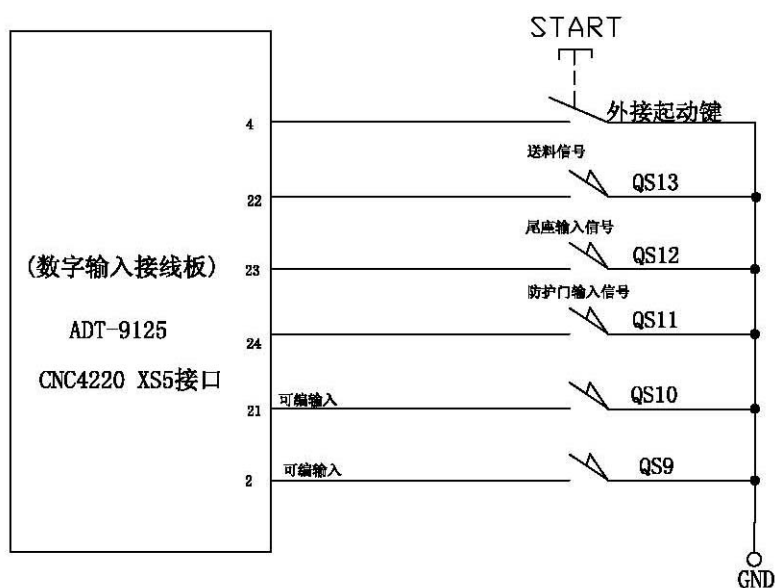 START
4
外接起动键
送料信号
22
QS13
尾座输入信号
(数字输入接线板)
23
QS12
防护门输入信号
ADT-9125
24
QS11
CNC4220 XS5接口
21
可编输入
QS10
2
可编输入
QS9
GND